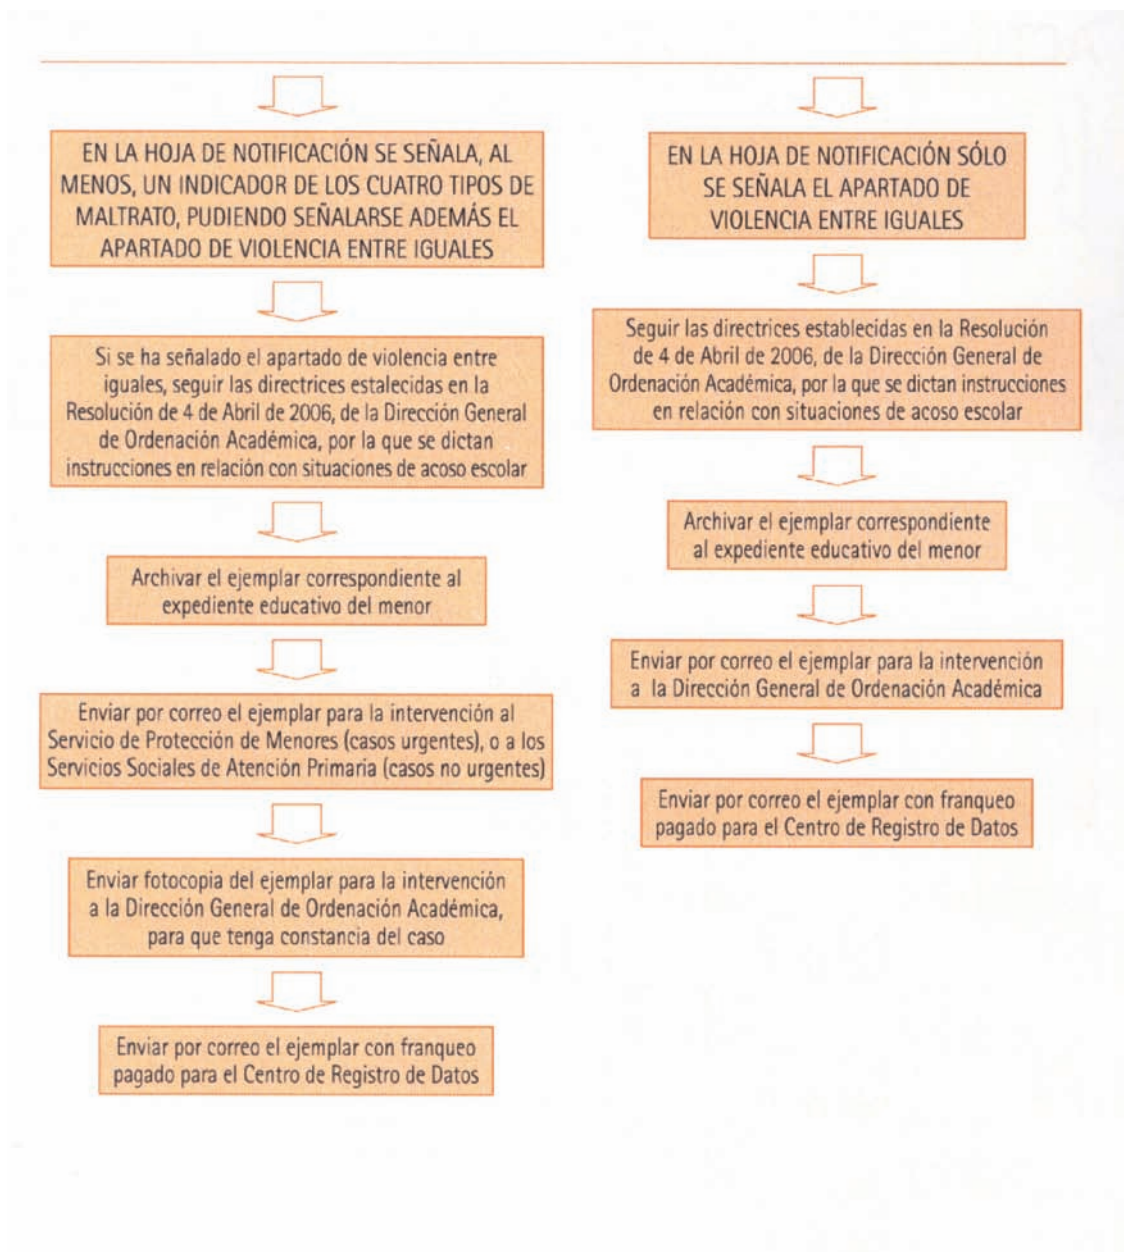 EN LA HOJA DE NOTIFICACIÓN SE SEÑALA, AL
MENOS, UN INDICADOR DE LOS CUATRO TIPOS DE
MALTRATO, PUDIENDO SEÑALARSE ADEMÁS EL
APARTADO DE VIOLENCIA ENTRE IGUALES
Si se ha señalado el apartado de violencia entre
iguales, seguir las directrices estalecidas en la
Resolución de 4 de Abril de 2006, de la Dirección General
de Ordenación Académica, por la que se dictan
instrucciones en relación con situaciones de acoso escolar
Archivar el ejemplar correspondiente al
expediente educativo del menor
Enviar por correo el ejemplar para la intervención al
Servicio de Protección de Menores (casos urgentes), o a los
Servicios Sociales de Atención Primaria (casos no urgentes)
Enviar fotocopia del ejemplar para la intervención
a la Dirección General de Ordenación Académica,
para que tenga constancia del caso
Enviar por correo el ejemplar con franqueo
pagado para el Centro de Registro de Datos
EN LA HOJA DE NOTIFICACIÓN SÓLO
SE SEÑALA EL APARTADO DE
VIOLENCIA ENTRE IGUALES
Seguir las directrices establecidas en la Resolución
de 4 de Abril de 2006, de la Dirección General de
Ordenación Académica, por la que se dictan instrucciones
en relación con situaciones de acoso escolar
Archivar el ejemplar correspondiente
al expediente educativo del menor
Enviar por correo el ejemplar para la intervención
a la Dirección General de Ordenación Académica
Enviar por correo el ejemplar con franqueo
pagado para el Centro de Registro de Datos